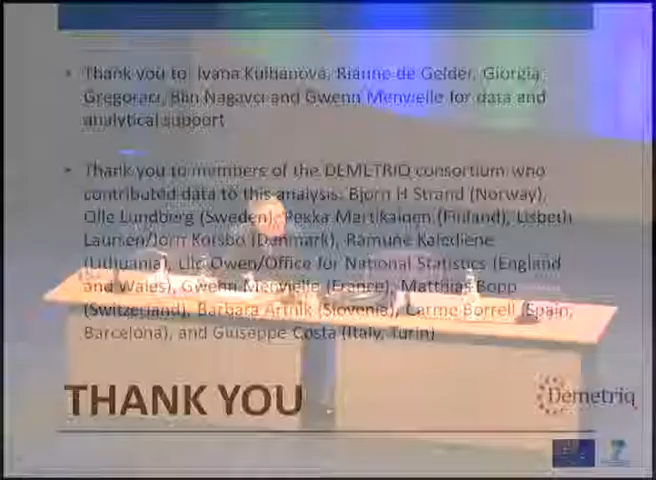 • Thank you to: Ivana Kulhanova, Rianne de Gelder, Giorgia
Gregoraci, Blin Nagavci and Gwenn Menvielle for data and
analytical support
• Thank you to members of the DEMETRIQ consortium who
contributed data to this analysis: Bjorn H Strand (Norway),
Olle Lundberg (Sweden), Pekka Martikainen (Finland), Lisbeth
Laursen/Jorn Korsbo (Danmark), Ramune Kalediene
(Lithuania), Owen/Office for National Statistics (England
and Wales), Gwenn Menvielle (France), Matthias Bopp
(Switzerland), Barbara Artnik (Slovenia), Carme Borrell (Spain,
Barcelona), and Giuseppe Costa (Italy, Turin)
THANK YOU
Demetriq